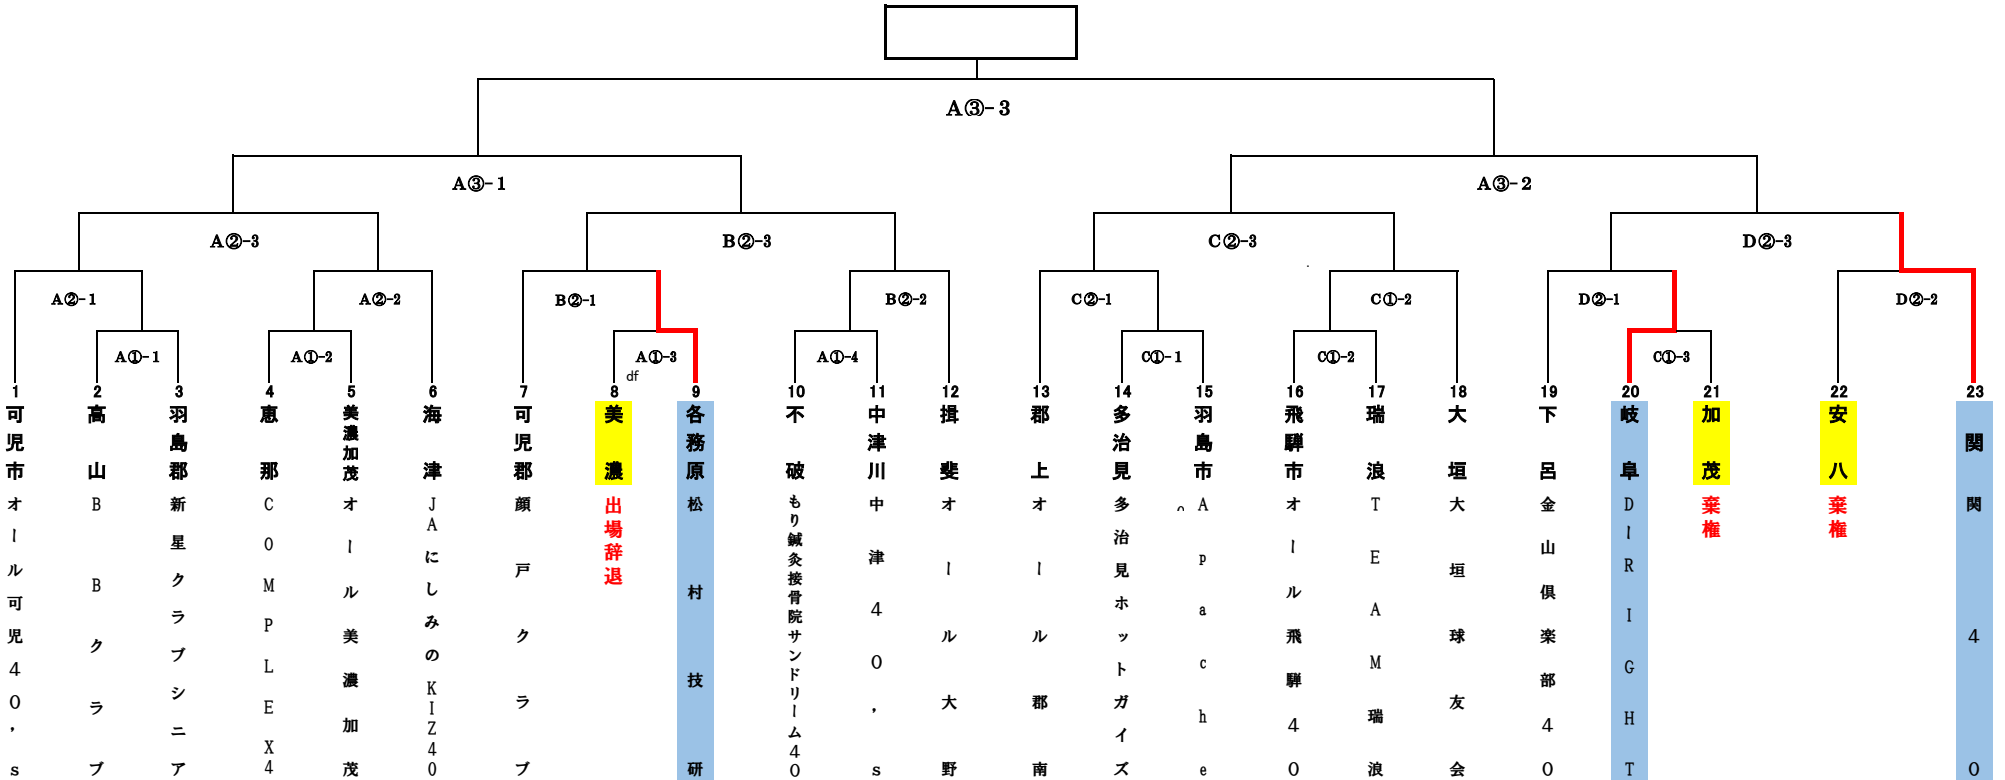 A③-3
A③-1
A③-2
A②-3
B②-3
C②-3
D②-3
A②-1
A②-2
B②-1
B②-2
C②-1
C①-2
D②-1
D②-2
A①-1
A①-2
A①-3
A①-4
C①-1
C①-2
C①-3
df
1
可児市
オール可児40,s
2
高山
BBクラブ
3
羽島郡
新星クラブシニア
4
恵那
COMPLEX4
5
美濃加茂
オール美濃加茂
6
海津
JAにしみのKIZ40
7
可児郡
顔戸クラブ
8
美濃
出場辞退
9
各務原
松村技研
10
不破
もり鍼灸接骨院サンドリーム40
11
中津川
中津40,s
12
揖斐
オール大野
13
郡上
オール郡南
14
多治見
多治見ホットガイズ
15
羽島市
Apache
16
飛騨市
オール飛騨40
17
瑞浪
TEAM瑞浪
18
大垣
大垣球友会
19
下呂
金山倶楽部40
20
岐阜
DーRIGHT
21
加茂
棄権
22
安八
棄権
23
関
関40